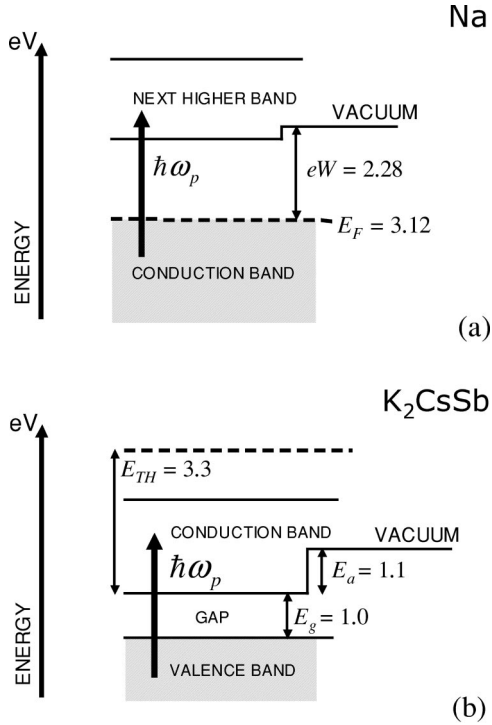 Na
eV
NEXT HIGHER BAND
VACUUM
ℏω_p
eW = 2.28
E_F = 3.12
ENERGY
CONDUCTION BAND
(a)
K₂CsSb
eV
E_TH = 3.3
CONDUCTION BAND
VACUUM
ℏω_p
E_a = 1.1
GAP
E_g = 1.0
ENERGY
VALENCE BAND
(b)